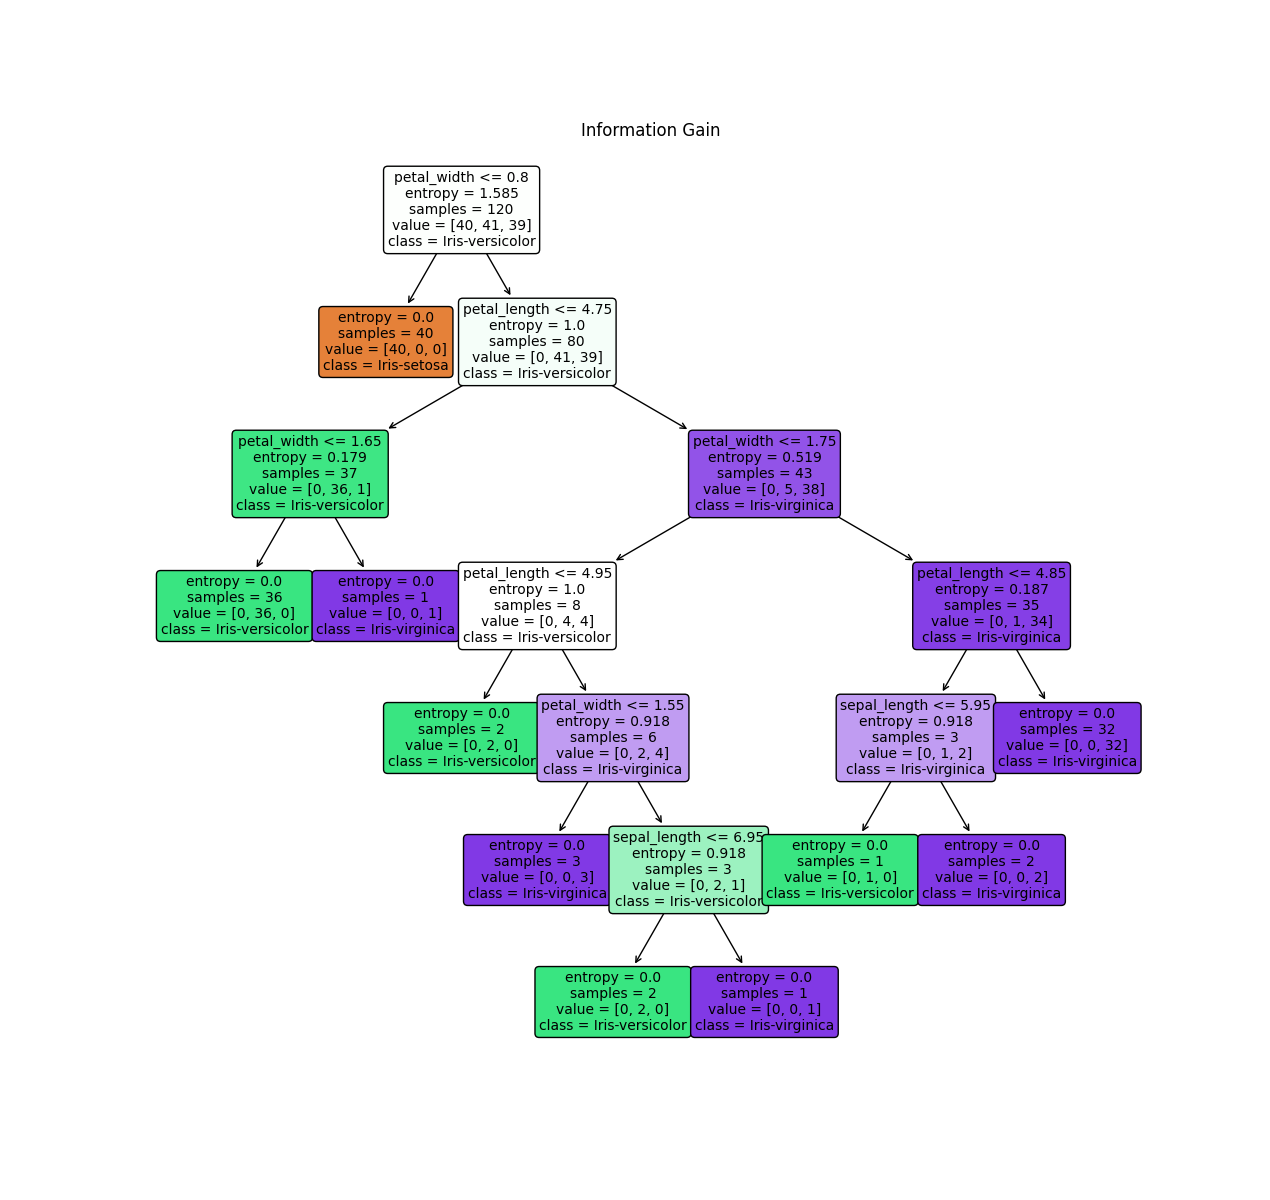 Information Gain
petal_width <= 0.8
entropy = 1.585
samples = 120
value = [40, 41, 39]
class = Iris-versicolor
entropy = 0.0
samples = 40
value = [40, 0, 0]
class = Iris-setosa
petal_length <= 4.75
entropy = 1.0
samples = 80
value = [0, 41, 39]
class = Iris-versicolor
petal_width <= 1.65
entropy = 0.179
samples = 37
value = [0, 36, 1]
class = Iris-versicolor
petal_width <= 1.75
entropy = 0.519
samples = 43
value = [0, 5, 38]
class = Iris-virginica
entropy = 0.0
samples = 36
value = [0, 36, 0]
class = Iris-versicolor
entropy = 0.0
samples = 1
value = [0, 0, 1]
class = Iris-virginica
petal_length <= 4.95
entropy = 1.0
samples = 8
value = [0, 4, 4]
class = Iris-versicolor
petal_length <= 4.85
entropy = 0.187
samples = 35
value = [0, 1, 34]
class = Iris-virginica
entropy = 0.0
samples = 2
value = [0, 2, 0]
class = Iris-versicolor
petal_width <= 1.55
entropy = 0.918
samples = 6
value = [0, 2, 4]
class = Iris-virginica
sepal_length <= 5.95
entropy = 0.918
samples = 3
value = [0, 1, 2]
class = Iris-virginica
entropy = 0.0
samples = 32
value = [0, 0, 32]
class = Iris-virginica
entropy = 0.0
samples = 3
value = [0, 0, 3]
class = Iris-virginica
sepal_length <= 6.95
entropy = 0.918
samples = 3
value = [0, 2, 1]
class = Iris-versicolor
entropy = 0.0
samples = 1
value = [0, 1, 0]
class = Iris-versicolor
entropy = 0.0
samples = 2
value = [0, 0, 2]
class = Iris-virginica
entropy = 0.0
samples = 2
value = [0, 2, 0]
class = Iris-versicolor
entropy = 0.0
samples = 1
value = [0, 0, 1]
class = Iris-virginica